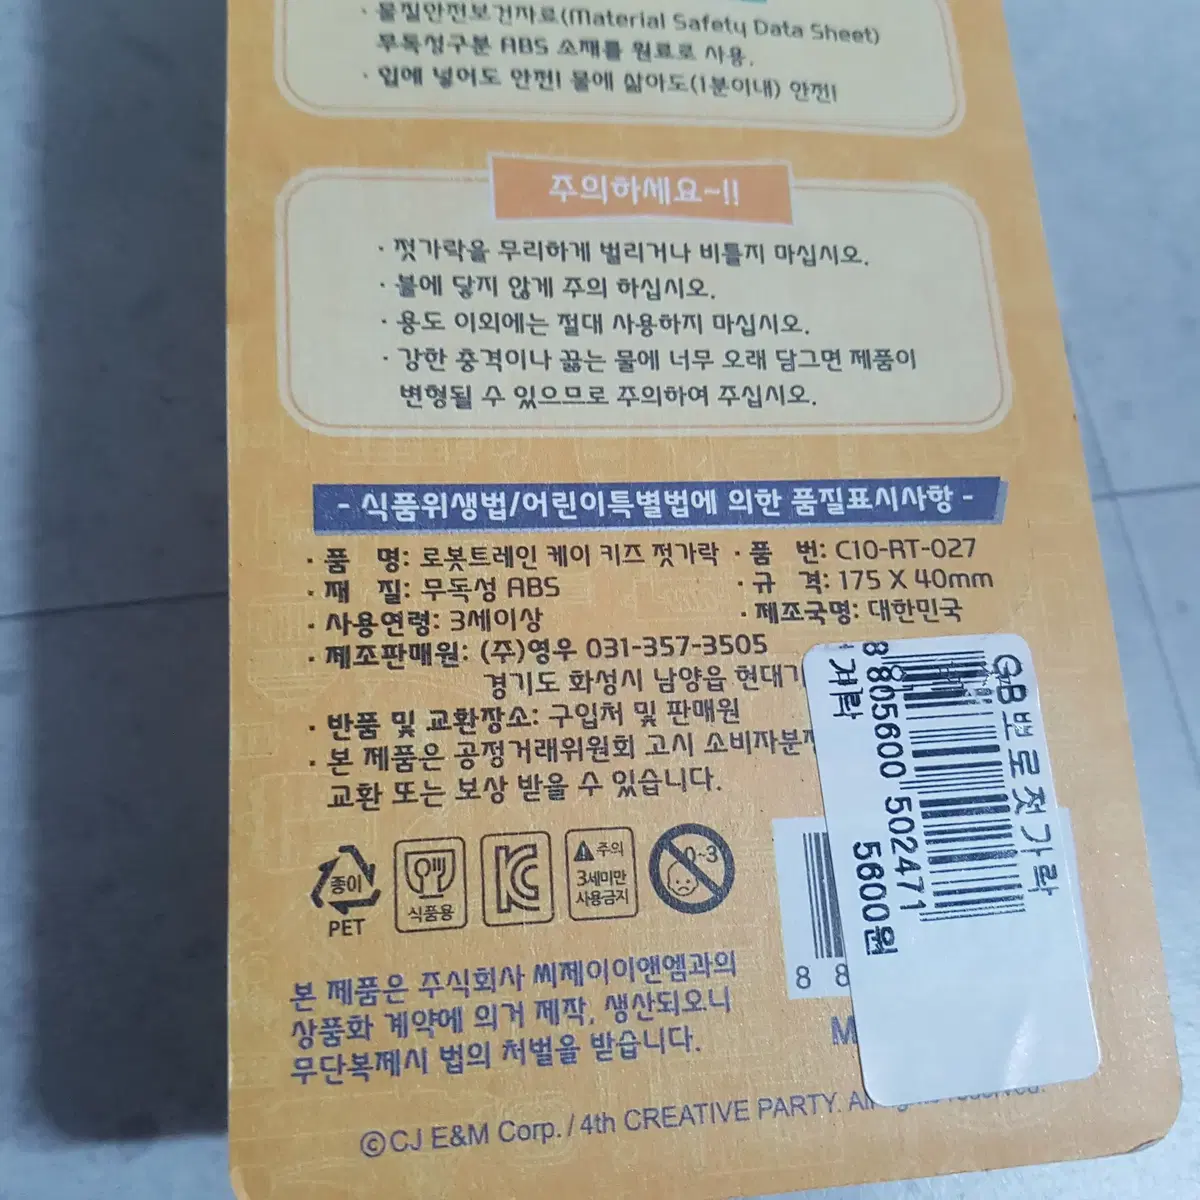 · 물질안전보건자료(Material Safety Data Sheet)
무독성구분 ABS 소재를 원료로 사용.
· 입에 넣어도 안전! 물에 삶아도(1분이내) 안전!
주의하세요~!!
· 젓가락을 무리하게 벌리거나 비틀지 마십시오.
· 불에 닿지 않게 주의 하십시오.
· 용도 이외에는 절대 사용하지 마십시오.
· 강한 충격이나 끓는 물에 너무 오래 담그면 제품이
변형될 수 있으므로 주의하여 주십시오.
- 식품위생법/어린이특별법에 의한 품질표시사항 -
· 품 명: 로봇트레인 케이 키즈 젓가락 · 품 번: C10-RT-027
· 재 질: 무독성 ABS · 규 격: 175 X 40mm
· 사용연령: 3세이상 · 제조국명: 대한민국
· 제조판매원: (주)영우 031-357-3505
경기도 화성시 남양읍 현대기
· 반품 및 교환장소: 구입처 및 판매원
· 본 제품은 공정거래위원회 고시 소비자분
교환 또는 보상 받을 수 있습니다.
종이
PET
식품용
KC
주의
3세미만
사용금지
0~3
본 제품은 주식회사 씨제이이앤엠과의
상품화 계약에 의거 제작, 생산되오니
무단복제시 법의 처벌을 받습니다.
8 8
M
©CJ E&M Corp. / 4th CREATIVE PARTY. All rights reserved.
GB 젓가락
8 805600 502471
5600원